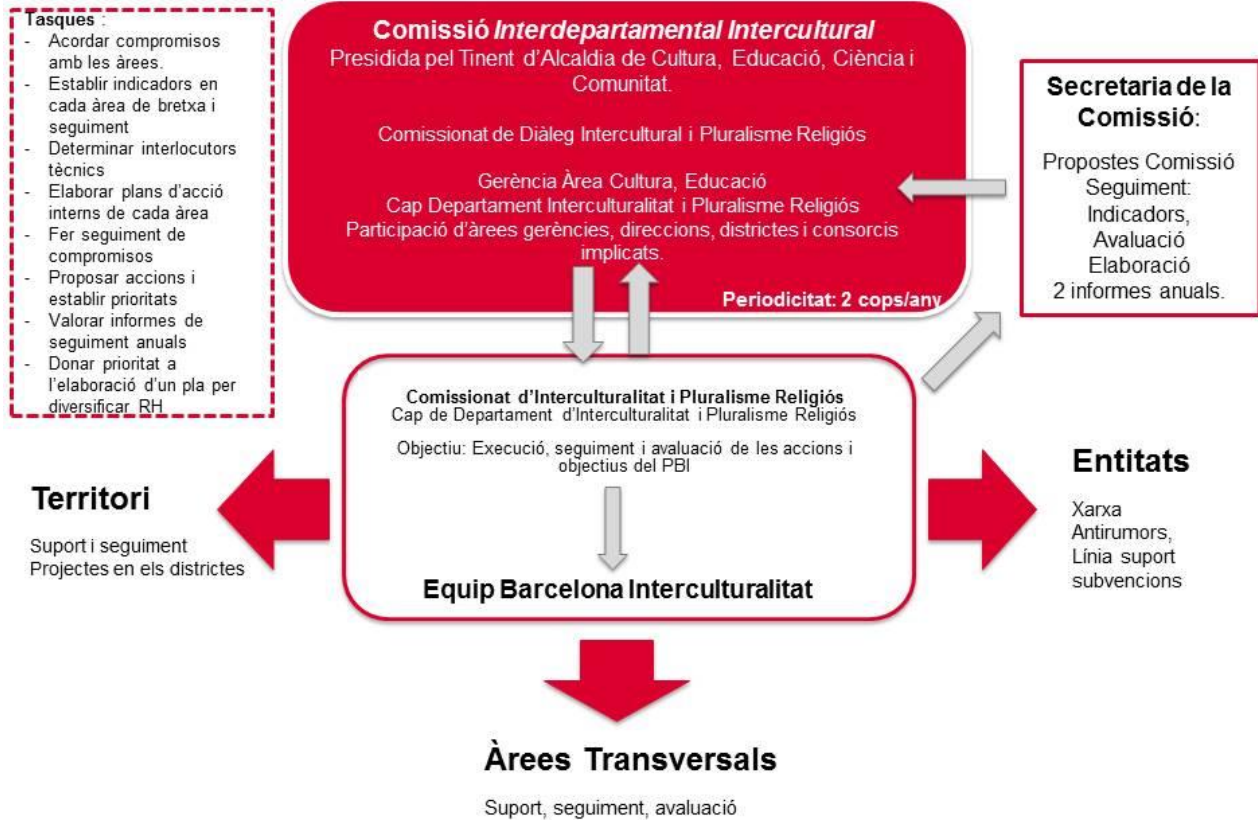 Tasques :
- Acordar compromisos
amb les àrees.
- Establir indicadors en
cada àrea de bretxa i
seguiment
- Determinar interlocutors
tècnics
- Elaborar plans d’acció
interns de cada àrea
- Fer seguiment de
compromisos
- Proposar accions i
establir prioritats
- Valorar informes de
seguiment anuals
- Donar prioritat a
l’elaboració d’un pla per
diversificar RH
Comissió Interdepartamental Intercultural
Presidida pel Tinent d’Alcaldia de Cultura, Educació, Ciència i
Comunitat.
Comissionat de Diàleg Intercultural i Pluralisme Religiós
Gerència Àrea Cultura, Educació
Cap Departament Interculturalitat i Pluralisme Religiós
Participació d’àrees gerències, direccions, districtes i consorcis
implicats.
Periodicitat: 2 cops/any
Secretaria de la
Comissió:
Propostes Comissió
Seguiment:
Indicadors,
Avaluació
Elaboració
2 informes anuals.
Comissionat d’Interculturalitat i Pluralisme Religiós
Cap de Departament d’Interculturalitat i Pluralisme Religiós
Objectiu: Execució, seguiment i avaluació de les accions i
objectius del PBI
Equip Barcelona Interculturalitat
Territori
Suport i seguiment
Projectes en els districtes
Entitats
Xarxa
Antirumors,
Línia suport
subvencions
Àrees Transversals
Suport, seguiment, avaluació